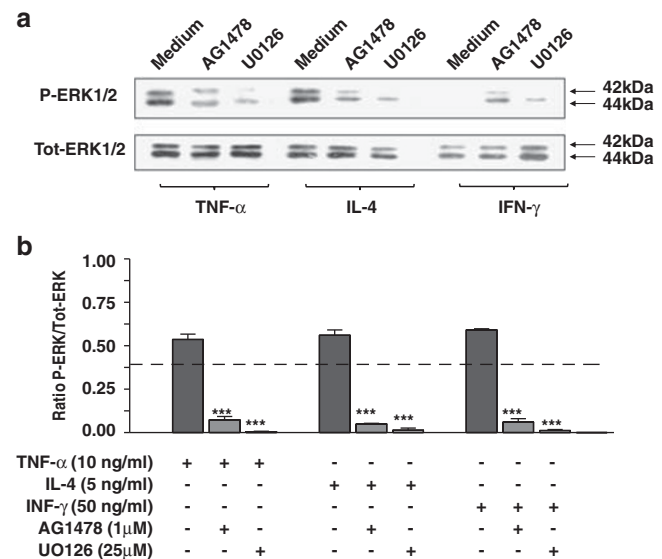 a
Medium AG1478 U0126 Medium AG1478 U0126 Medium AG1478 U0126
P-ERK1/2
42kDa
44kDa
Tot-ERK1/2
42kDa
44kDa
TNF-α IL-4 IFN-γ
b
Ratio P-ERK/Tot-ERK
1.00
0.75
0.50
0.25
0.00
*** *** *** *** *** ***
TNF-α (10 ng/ml) + + + - - - - - -
IL-4 (5 ng/ml) - - - + + + - - -
INF-γ (50 ng/ml) - - - - - - + + +
AG1478 (1μM) - + - - + - - + -
UO126 (25μM) - - + - - + - - +